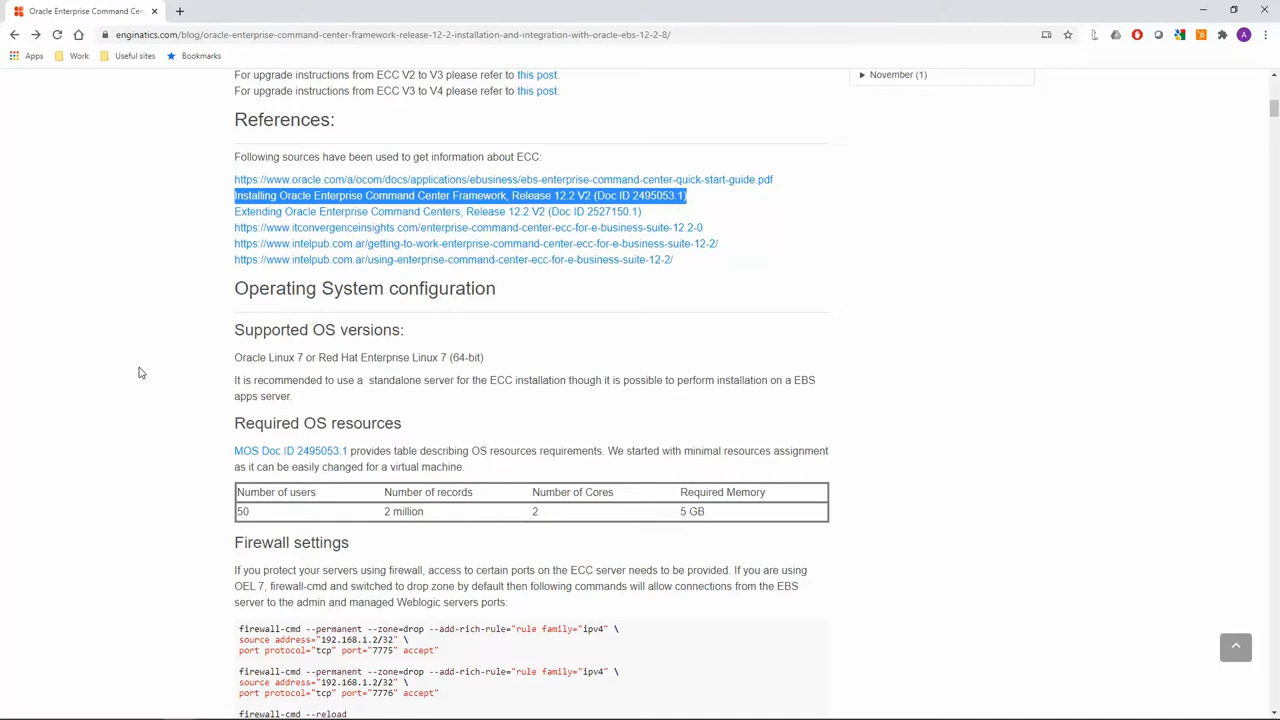 Oracle Enterprise Command Cen
enginatics.com/blog/oracle-enterprise-command-center-framework-release-12-2-installation-and-integration-with-oracle-ebs-12-2-8/
A
Apps Work Useful sites Bookmarks
For upgrade instructions from ECC V2 to V3 please refer to this post.
November (1)
For upgrade instructions from ECC V3 to V4 please refer to this post.
References:
Following sources have been used to get information about ECC:
https://www.oracle.com/a/ocom/docs/applications/ebusiness/ebs-enterprise-command-center-quick-start-guide.pdf
Installing Oracle Enterprise Command Center Framework, Release 12.2 V2 (Doc ID 2495053.1)
Extending Oracle Enterprise Command Centers, Release 12.2 V2 (Doc ID 2527150.1)
https://www.itconvergenceinsights.com/enterprise-command-center-ecc-for-e-business-suite-12.2-0
https://www.intelpub.com.ar/getting-to-work-enterprise-command-center-ecc-for-e-business-suite-12-2/
https://www.intelpub.com.ar/using-enterprise-command-center-ecc-for-e-business-suite-12-2/
Operating System configuration
Supported OS versions:
Oracle Linux 7 or Red Hat Enterprise Linux 7 (64-bit)
It is recommended to use a standalone server for the ECC installation though it is possible to perform installation on a EBS
apps server.
Required OS resources
MOS Doc ID 2495053.1 provides table describing OS resources requirements. We started with minimal resources assignment
as it can be easily changed for a virtual machine.
Number of users Number of records Number of Cores Required Memory
50 2 million 2 5 GB
Firewall settings
If you protect your servers using firewall, access to certain ports on the ECC server needs to be provided. If you are using
OEL 7, firewall-cmd and switched to drop zone by default then following commands will allow connections from the EBS
server to the admin and managed Weblogic servers ports:
firewall-cmd --permanent --zone=drop --add-rich-rule="rule family="ipv4" \
source address="192.168.1.2/32" \
port protocol="tcp" port="7775" accept"
firewall-cmd --permanent --zone=drop --add-rich-rule="rule family="ipv4" \
source address="192.168.1.2/32" \
port protocol="tcp" port="7776" accept"
firewall-cmd --reload